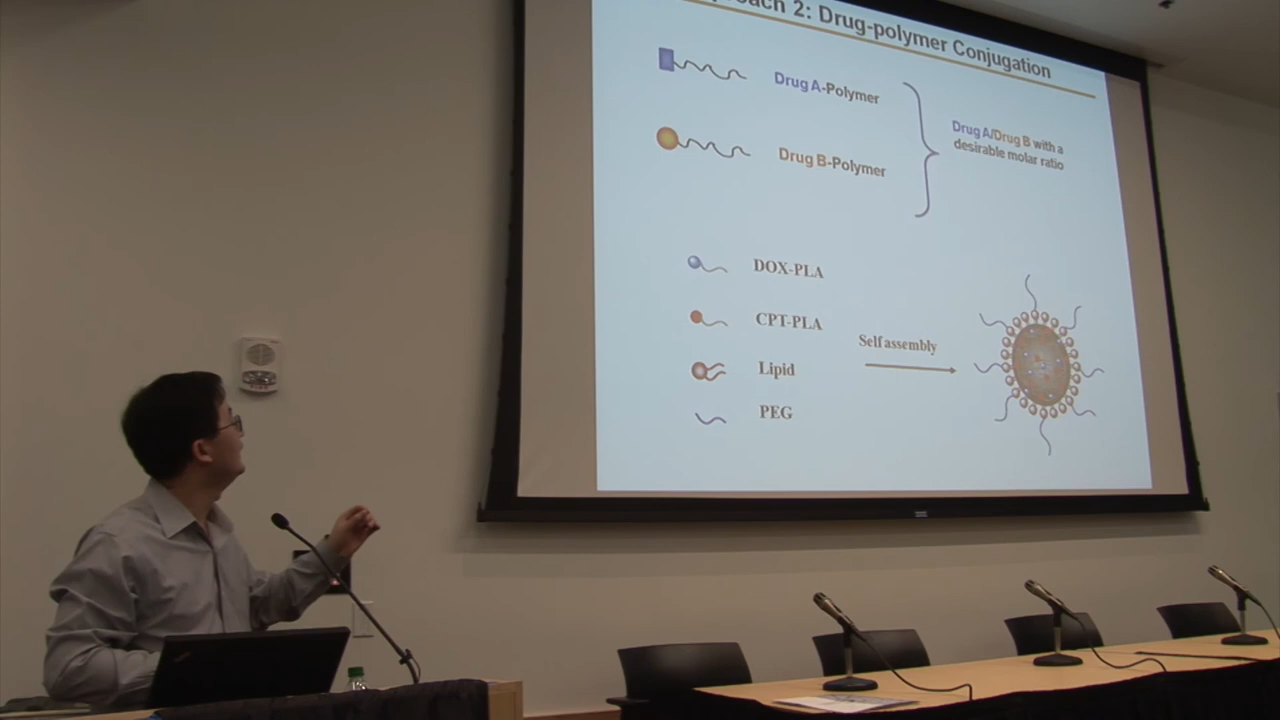 oach 2: Drug-polymer Conjugation
Drug A-Polymer
Drug B-Polymer
Drug A/Drug B with a
desirable molar ratio
DOX-PLA
CPT-PLA
Lipid
PEG
Self assembly